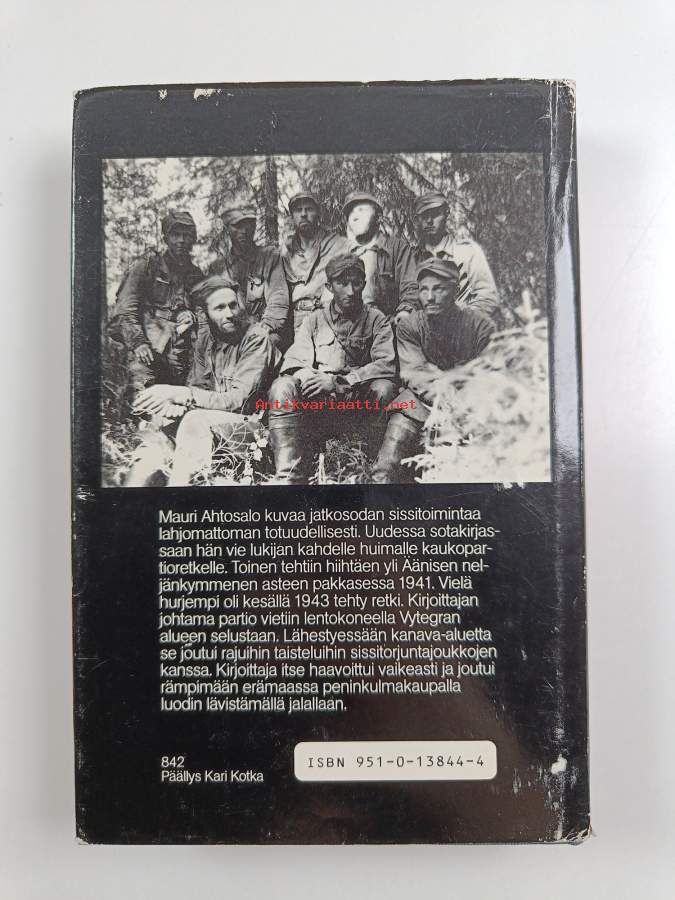 Antikvariaatti.net
Mauri Ahtosalo kuvaa jatkosodan sissitoimintaa
lahjomattoman totuudellisesti. Uudessa sotakirjas-
saan hän vie lukijan kahdelle huimalle kaukopar-
tioretkelle. Toinen tehtiin hiihtäen yli Äänisen nel-
jänkymmenen asteen pakkasessa 1941. Vielä
hurjempi oli kesällä 1943 tehty retki. Kirjoittajan
johtama partio vietiin lentokoneella Vytegran
alueen selustaan. Lähestyessään kanava-aluetta
se joutui rajuihin taisteluihin sissitorjuntajoukkojen
kanssa. Kirjoittaja itse haavoittui vaikeasti ja joutui
rämpimään erämaassa peninkulmakaupalla
luodin lävistämällä jalallaan.
842
Päällys Kari Kotka
ISBN 951-0-13844-4